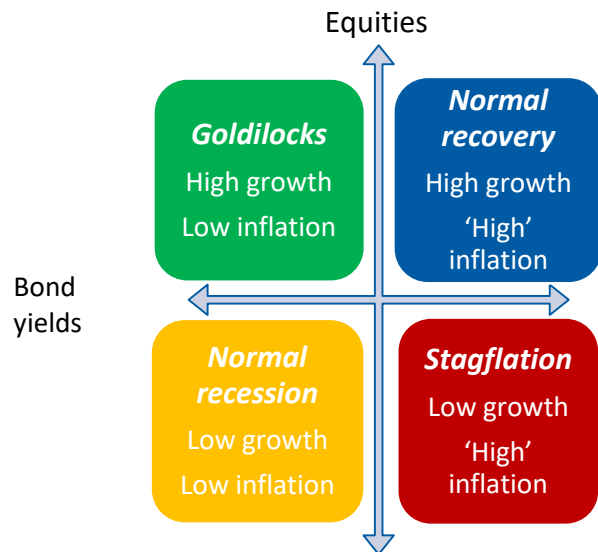 Equities
Goldilocks
High growth
Low inflation
Normal
recovery
High growth
‘High’
inflation
Bond
yields
Normal
recession
Low growth
Low inflation
Stagflation
Low growth
‘High’
inflation